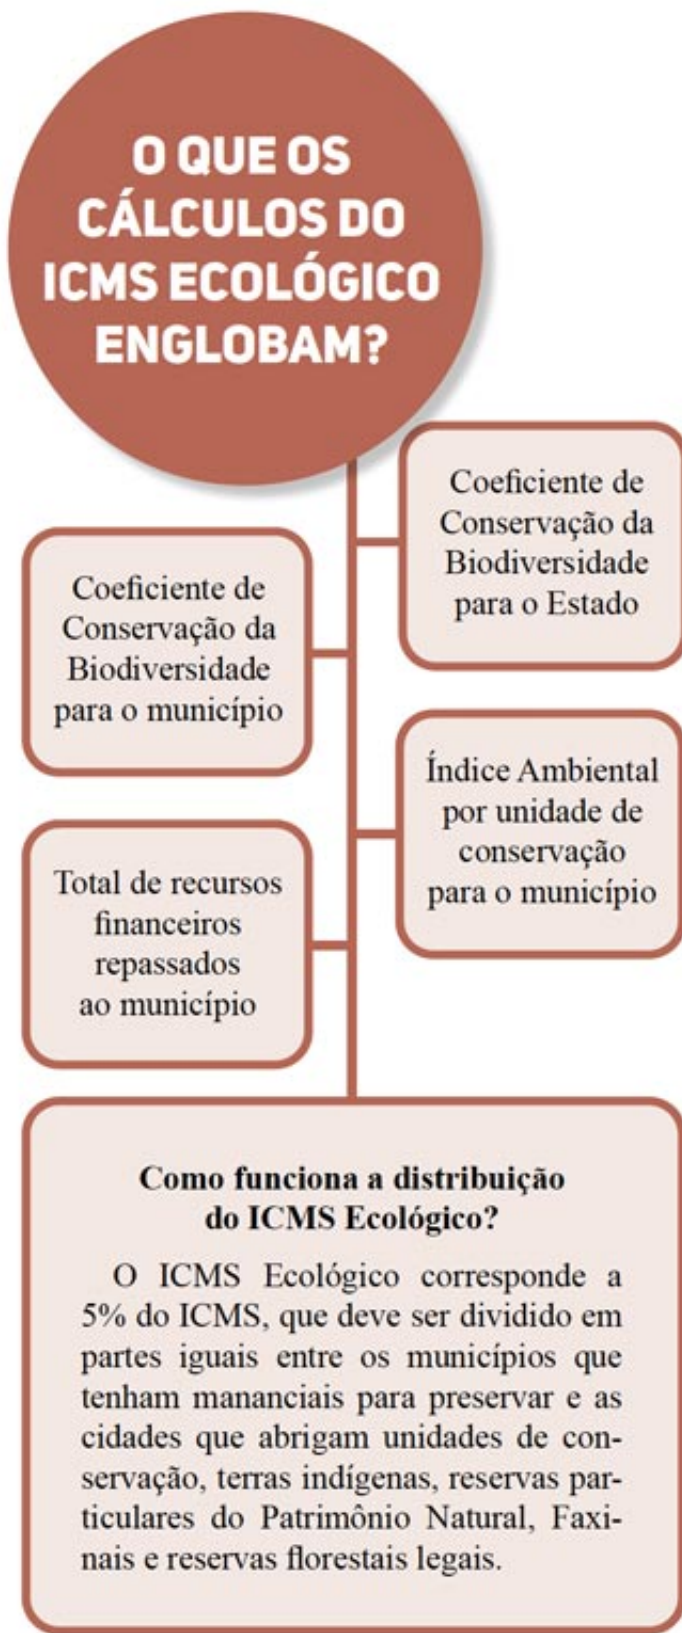 O QUE OS
CÁLCULOS DO
ICMS ECOLÓGICO
ENGLOBAM?
Coeficiente de
Conservação da
Biodiversidade
para o Estado
Coeficiente de
Conservação da
Biodiversidade
para o município
Índice Ambiental
por unidade de
conservação
para o município
Total de recursos
financeiros
repassados
ao município
Como funciona a distribuição
do ICMS Ecológico?
O ICMS Ecológico corresponde a
5% do ICMS, que deve ser dividido em
partes iguais entre os municípios que
tenham mananciais para preservar e as
cidades que abrigam unidades de con-
servação, terras indígenas, reservas par-
ticulares do Patrimônio Natural, Faxi-
nais e reservas florestais legais.